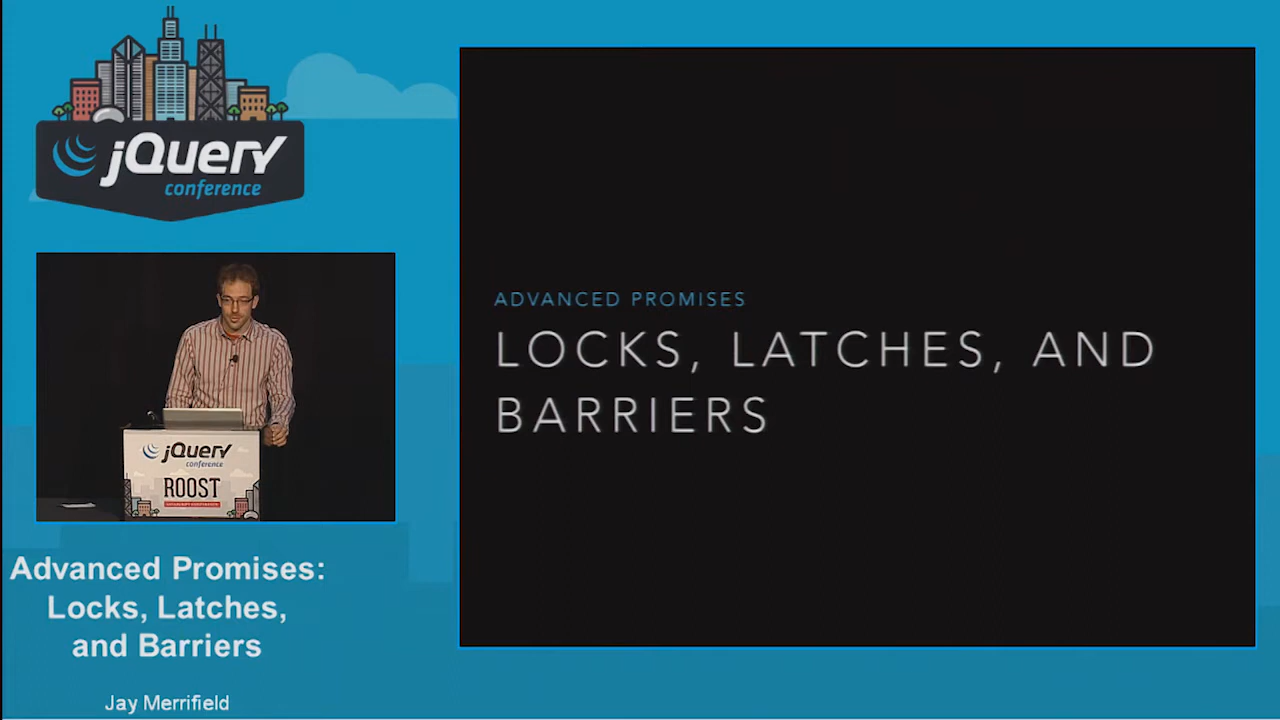 jQuery
conference
ADVANCED PROMISES
LOCKS, LATCHES, AND
BARRIERS
jQuery
conference
ROOST
Advanced Promises:
Locks, Latches,
and Barriers
Jay Merrifield